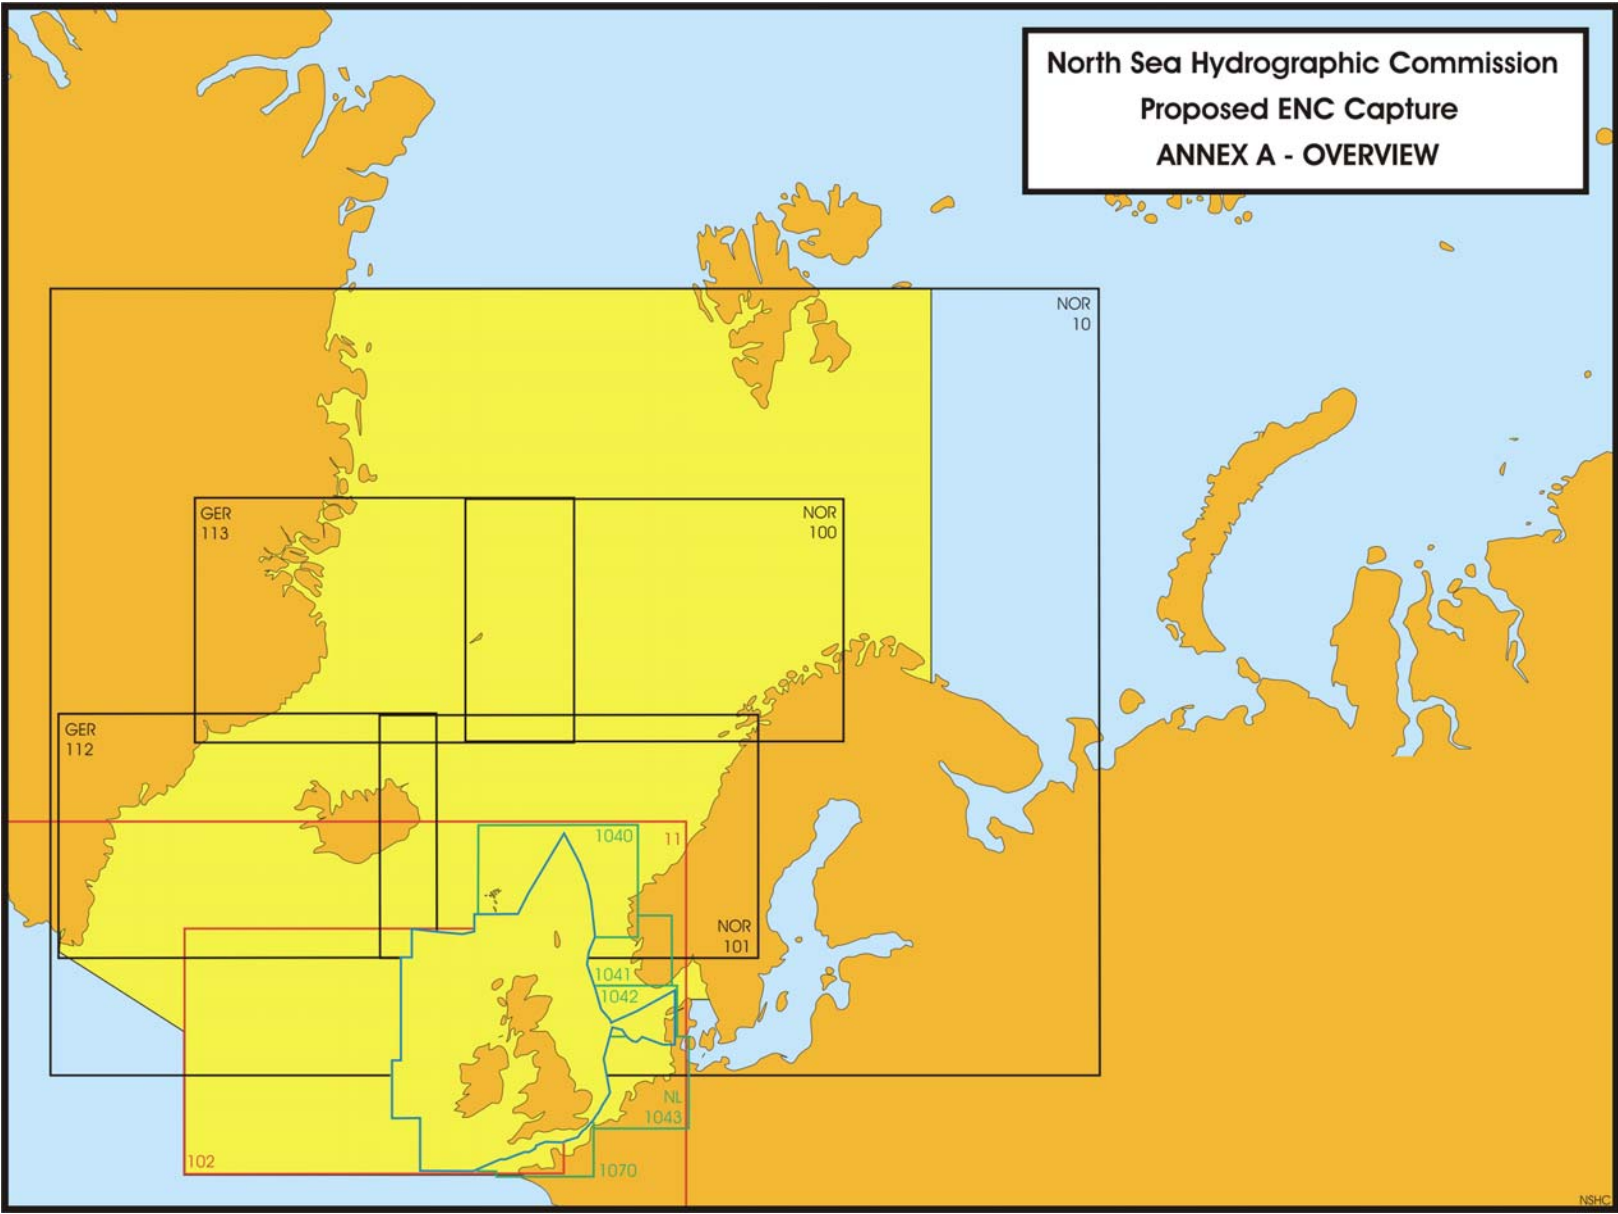 North Sea Hydrographic Commission
Proposed ENC Capture
ANNEX A - OVERVIEW
NOR
10
GER
113
NOR
100
GER
112
1040
11
NOR
101
1041
1042
NL
1043
102
1070
NSHC